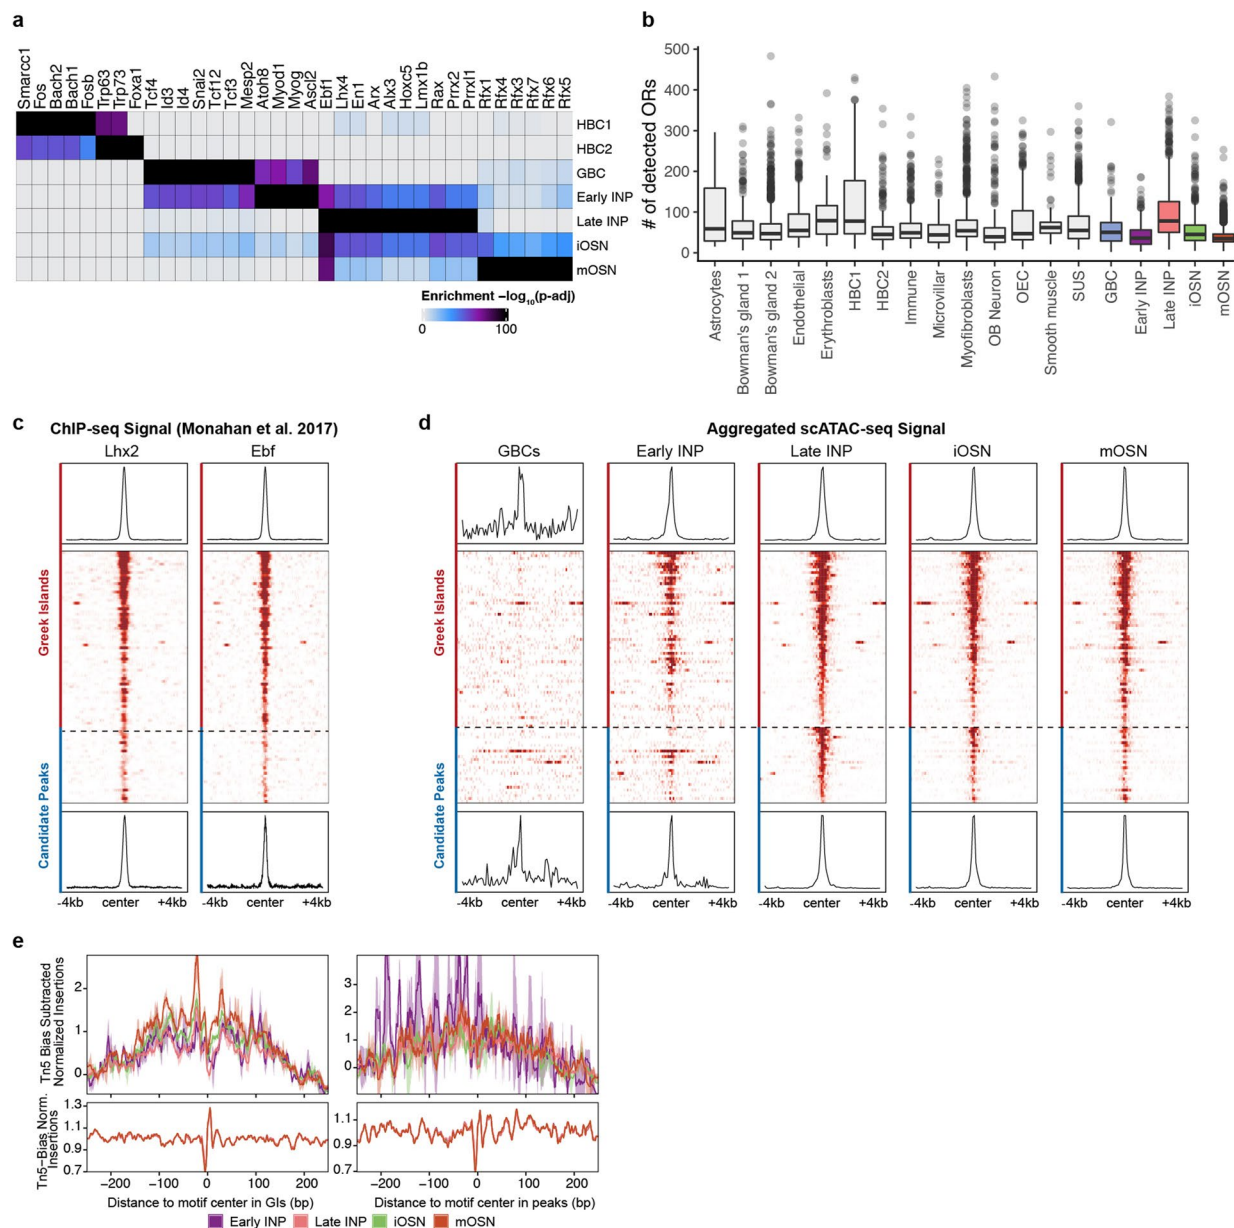 a
Smarcc1
Fos
Bach2
Bach1
Fosb
Trp63
Trp73
Foxa1
Tcf4
Id3
Id4
Snai2
Tcf12
Tcf3
Mesp2
Atoh8
Myod1
Myog
Ascl2
Ebf1
Lhx4
En1
Arx
Alx3
Hoxc5
Lmx1b
Rax
Prrx2
Prrxl1
Rfx1
Rfx4
Rfx3
Rfx7
Rfx6
Rfx5
HBC1
HBC2
GBC
Early INP
Late INP
iOSN
mOSN
Enrichment −log10(p-adj)
0 100
b
# of detected ORs
500
400
300
200
100
0
Astrocytes
Bowman's gland 1
Bowman's gland 2
Endothelial
Erythroblasts
HBC1
HBC2
Immune
Microvillar
Myofibroblasts
OB Neuron
OEC
Smooth muscle
SUS
GBC
Early INP
Late INP
iOSN
mOSN
c
ChIP-seq Signal (Monahan et al. 2017)
Lhx2 Ebf
Greek Islands
Candidate Peaks
-4kb center +4kb -4kb center +4kb
d
Aggregated scATAC-seq Signal
GBCs Early INP Late INP iOSN mOSN
Greek Islands
Candidate Peaks
-4kb center +4kb -4kb center +4kb -4kb center +4kb -4kb center +4kb -4kb center +4kb
e
Tn5 Bias Subtracted
Normalized Insertions
2
1
0
3
2
1
0
Tn5-Bias Norm.
Insertions
1.3
1.1
0.9
0.7
1.1
0.9
0.7
−200 −100 0 100 200
−200 −100 0 100 200
Distance to motif center in GIs (bp)
Distance to motif center in peaks (bp)
Early INP Late INP iOSN mOSN